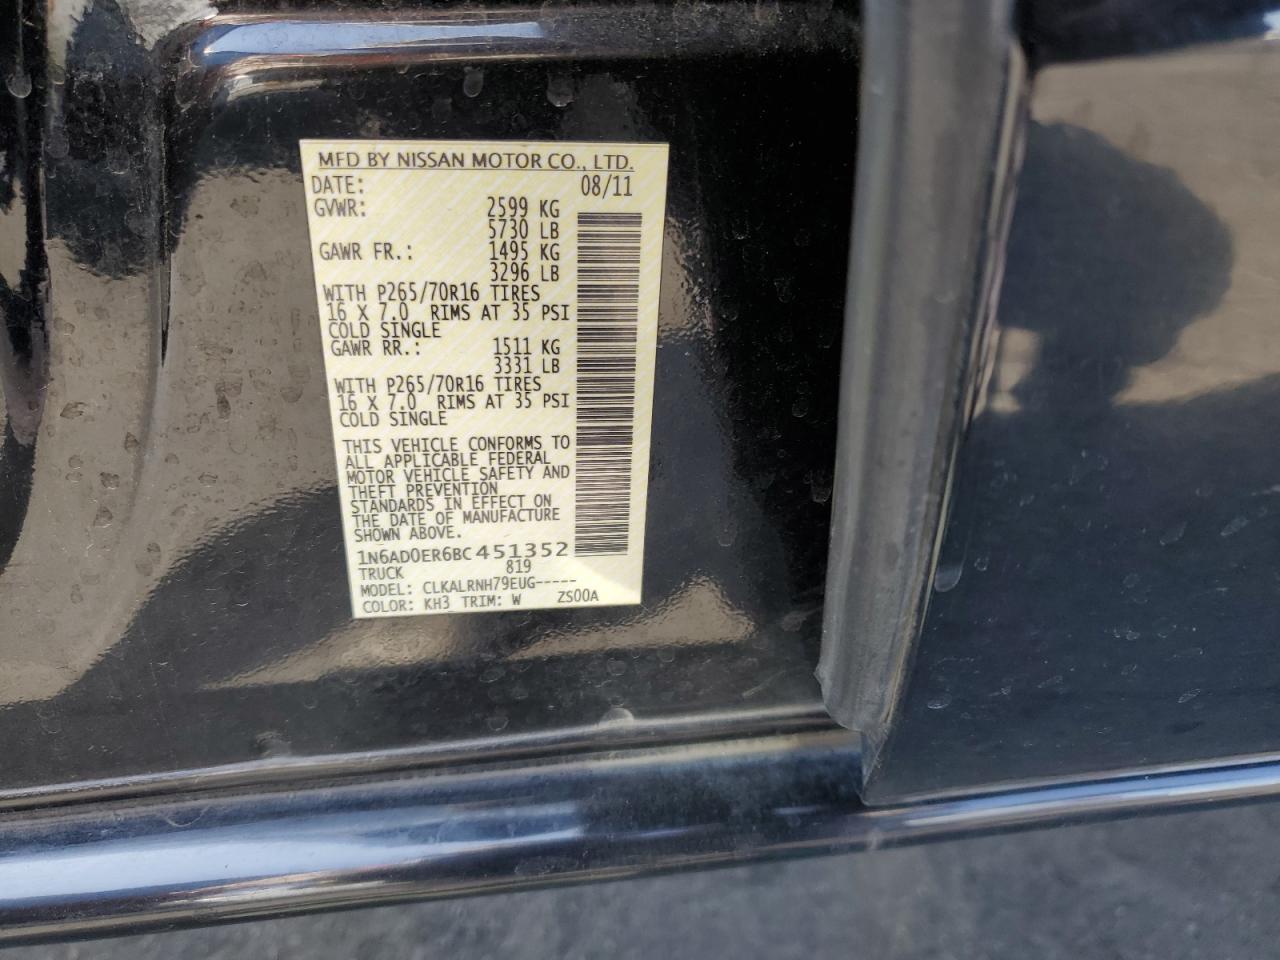 MFD BY NISSAN MOTOR CO., LTD.
DATE: 08/11
GVWR: 2599 KG
5730 LB
GAWR FR.: 1495 KG
3296 LB
WITH P265/70R16 TIRES
16 X 7.0 RIMS AT 35 PSI
COLD SINGLE
GAWR RR.: 1511 KG
3331 LB
WITH P265/70R16 TIRES
16 X 7.0 RIMS AT 35 PSI
COLD SINGLE
THIS VEHICLE CONFORMS TO
ALL APPLICABLE FEDERAL
MOTOR VEHICLE SAFETY AND
THEFT PREVENTION
STANDARDS IN EFFECT ON
THE DATE OF MANUFACTURE
SHOWN ABOVE.
1N6AD0ER6BC451352
TRUCK 819
MODEL: CLKALRNH79EUG-----
COLOR: KH3 TRIM: W ZS00A